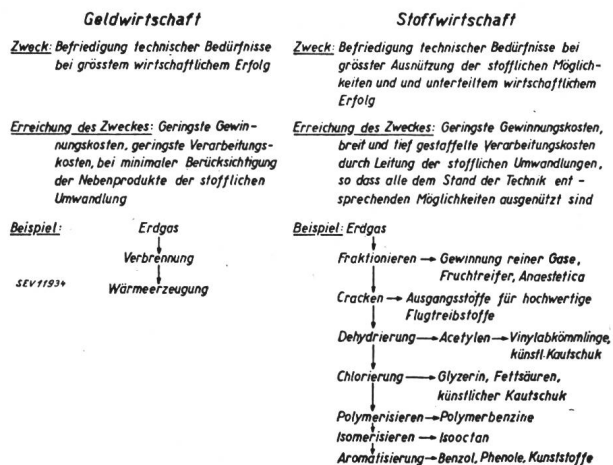 Geldwirtschaft
Zweck: Befriedigung technischer Bedürfnisse
bei grösstem wirtschaftlichem Erfolg
Erreichung des Zweckes: Geringste Gewin-
nungskosten, geringste Verarbeitungs-
kosten, bei minimaler Berücksichtigung
der Nebenprodukte der stofflichen
Umwandlung
Beispiel: Erdgas
Verbrennung
Wärmeerzeugung
SEV11934
Stoffwirtschaft
Zweck: Befriedigung technischer Bedürfnisse bei
grösster Ausnützung der stofflichen Möglich-
keiten und und unterteiltem wirtschaftlichem
Erfolg
Erreichung des Zweckes: Geringste Gewinnungskosten,
breit und tief gestaffelte Verarbeitungskosten
durch Leitung der stofflichen Umwandlungen,
so dass alle dem Stand der Technik ent-
sprechenden Möglichkeiten ausgenützt sind
Beispiel: Erdgas
Fraktionieren → Gewinnung reiner Gase,
Fruchtreifer, Anaestetica
Cracken → Ausgangsstoffe für hochwertige
Flugtreibstoffe
Dehydrierung → Acetylen → Vinylabkömmlinge,
künstl. Kautschuk
Chlorierung → Glyzerin, Fettsäuren,
künstlicher Kautschuk
Polymerisieren → Polymerbenzine
Isomerisieren → Isooctan
Aromatisierung → Benzol, Phenole, Kunststoffe